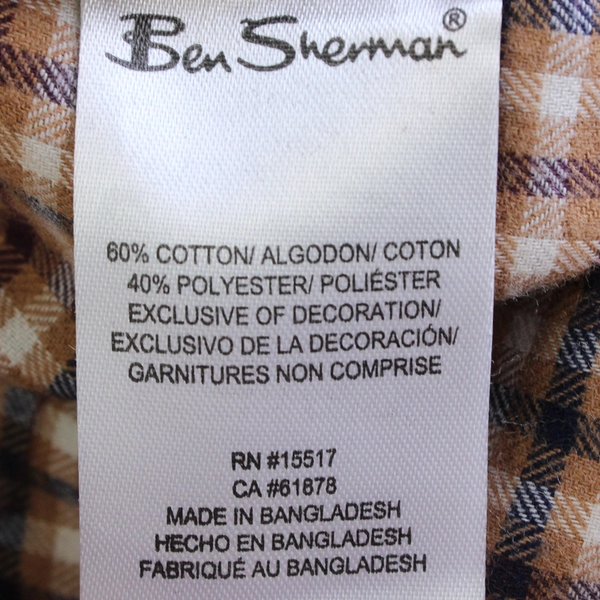 Ben Sherman®
60% COTTON/ ALGODON/ COTON
40% POLYESTER/ POLIÉSTER
EXCLUSIVE OF DECORATION/
EXCLUSIVO DE LA DECORACIÓN/
GARNITURES NON COMPRISE
RN #15517
CA #61878
MADE IN BANGLADESH
HECHO EN BANGLADESH
FABRIQUÉ AU BANGLADESH